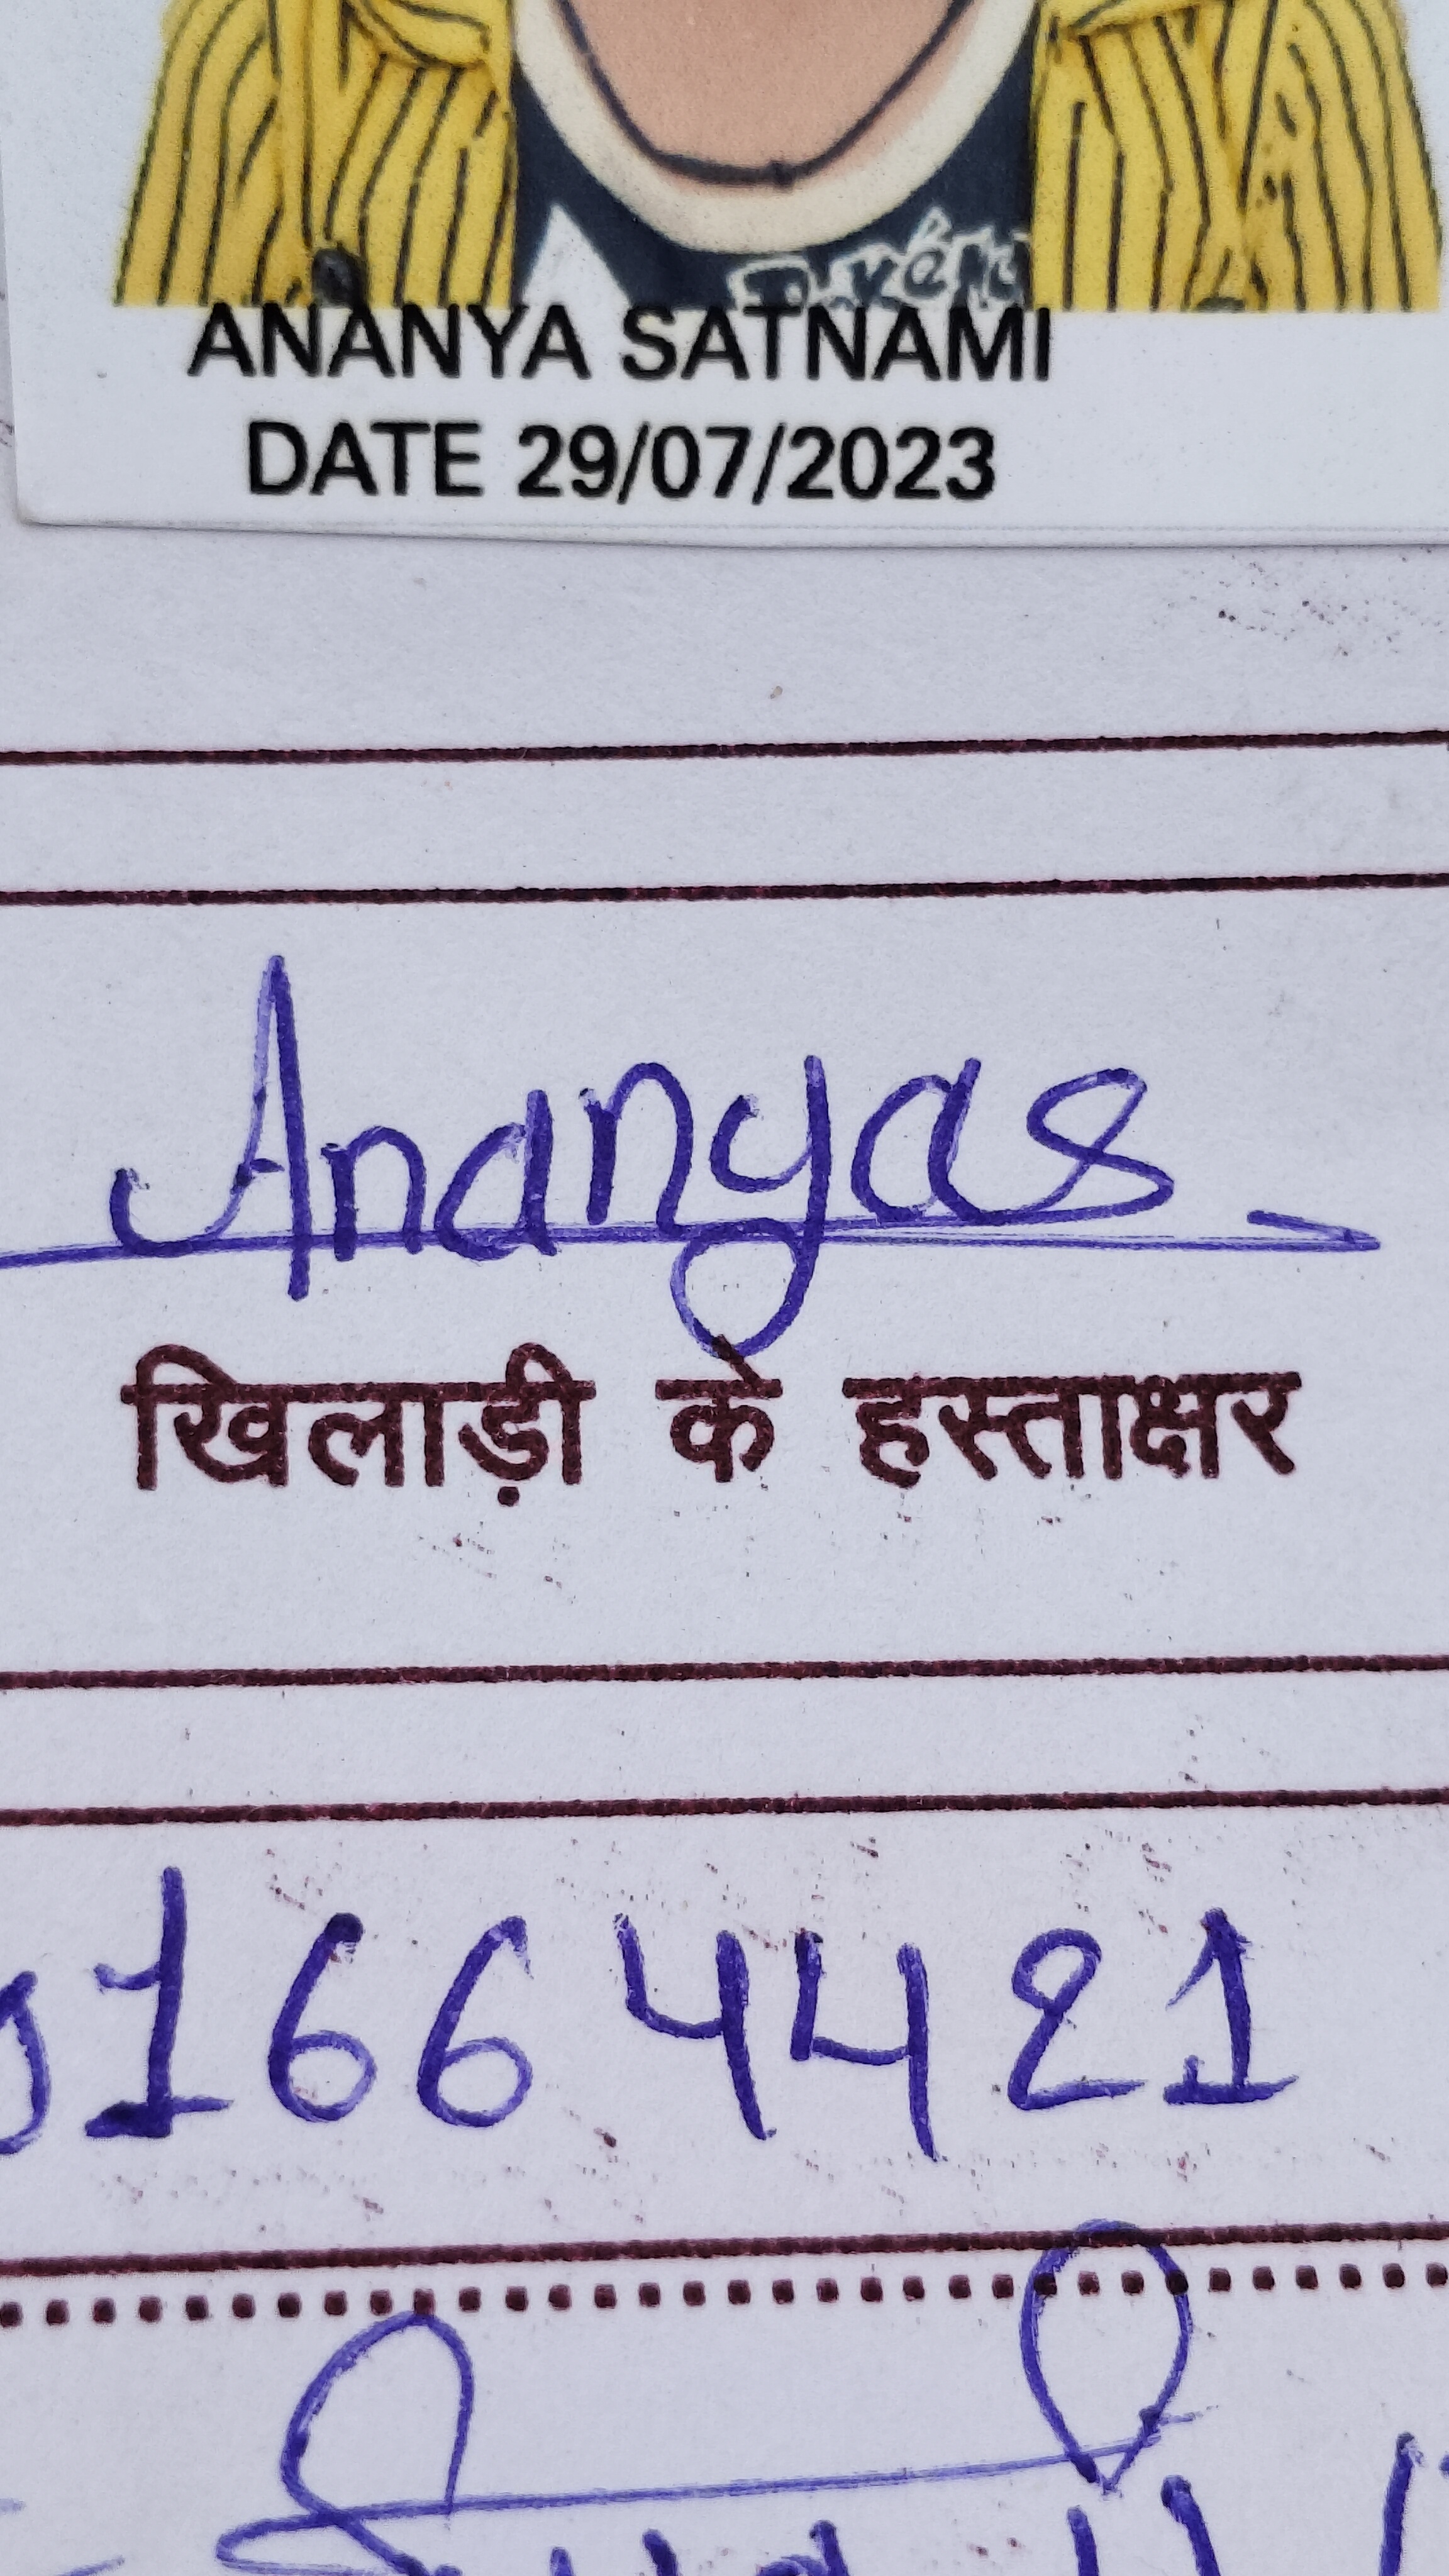 ANANYA SATNAMI
DATE 29/07/2023
Ananyas
खिलाड़ी के हस्ताक्षर
1664421